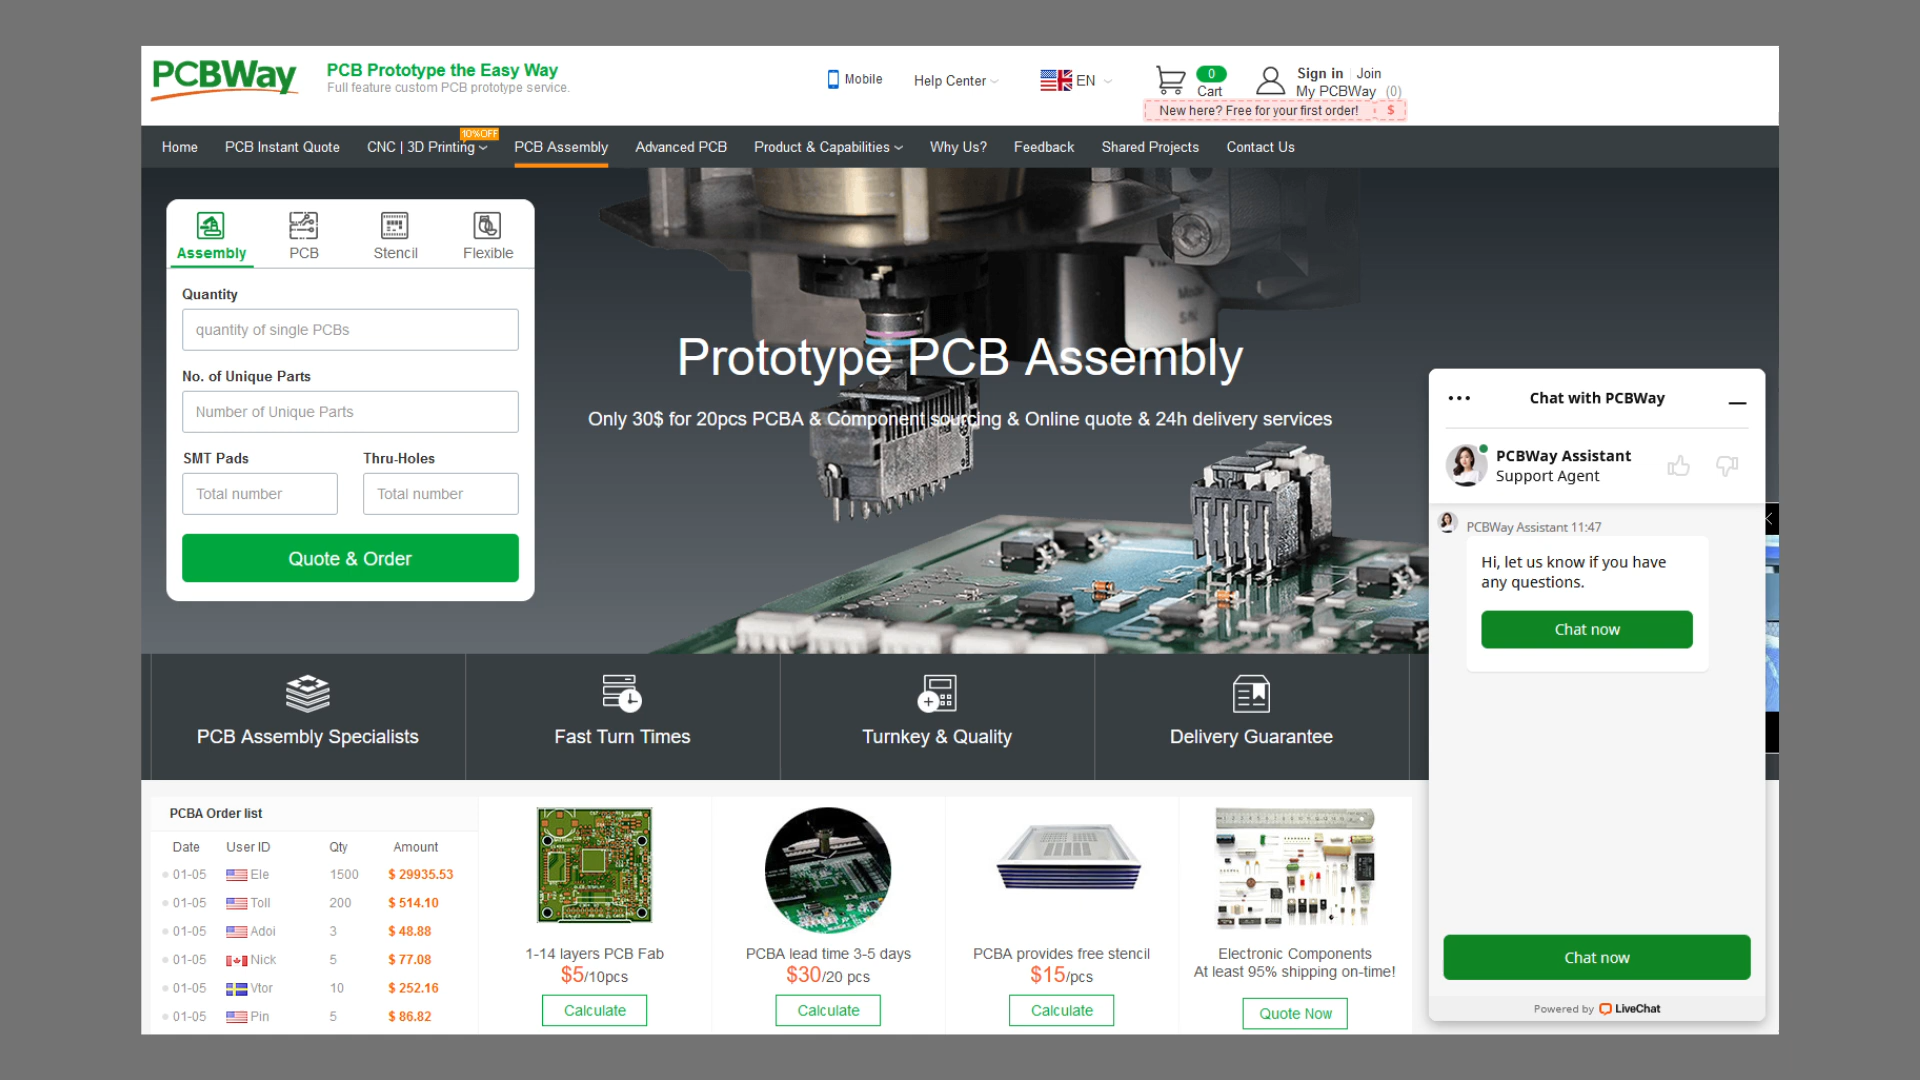 PCBWay
PCB Prototype the Easy Way
Full feature custom PCB prototype service.
Mobile
Help Center
EN
0
Cart
Sign in Join
My PCBWay (0)
New here? Free for your first order! $
10%OFF
Home PCB Instant Quote CNC | 3D Printing PCB Assembly Advanced PCB Product & Capabilities Why Us? Feedback Shared Projects Contact Us
Assembly PCB Stencil Flexible
Quantity
quantity of single PCBs
No. of Unique Parts
Number of Unique Parts
SMT Pads Thru-Holes
Total number Total number
Quote & Order
Prototype PCB Assembly
Only 30$ for 20pcs PCBA & Component sourcing & Online quote & 24h delivery services
PCB Assembly Specialists
Fast Turn Times
Turnkey & Quality
Delivery Guarantee
PCBA Order list
Date User ID Qty Amount
01-05 Ele 1500 $ 29935.53
01-05 Toll 200 $ 514.10
01-05 Adoi 3 $ 48.88
01-05 Nick 5 $ 77.08
01-05 Vtor 10 $ 252.16
01-05 Pin 5 $ 86.82
1-14 layers PCB Fab
$5/10pcs
Calculate
PCBA lead time 3-5 days
$30/20 pcs
Calculate
PCBA provides free stencil
$15/pcs
Calculate
Electronic Components
At least 95% shipping on-time!
Quote Now
Chat with PCBWay
PCBWay Assistant
Support Agent
PCBWay Assistant 11:47
Hi, let us know if you have
any questions.
Chat now
Chat now
Powered by LiveChat